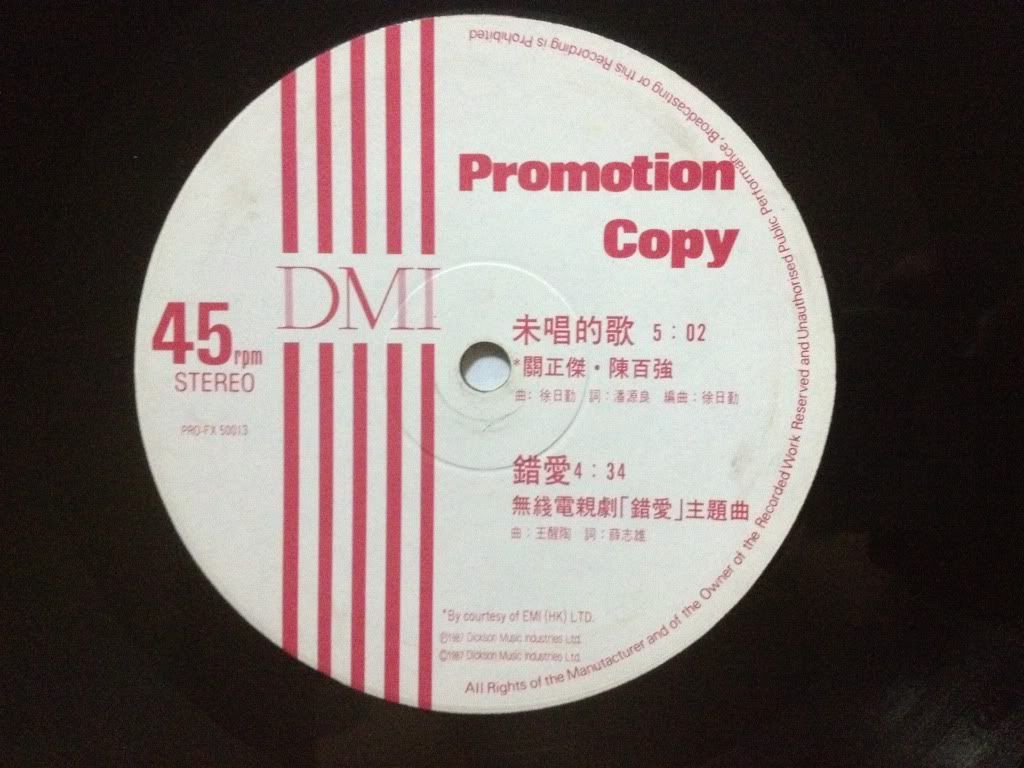 Promotion
Copy
DMI
45 rpm
STEREO
PRO-FX 50013
未唱的歌 5：02
*關正傑・陳百強
曲：徐日勤 詞：潘源良 編曲：徐日勤
錯愛 4：34
無綫電視劇「錯愛」主題曲
曲：王醒陶 詞：薛志雄
*By courtesy of EMI (HK) LTD.
Ⓟ1987 Dickson Music Industries Ltd.
©1987 Dickson Music Industries Ltd.
All Rights of the Manufacturer and of the Owner of the Recorded Work Reserved and Unauthorised Public Performance, Broadcasting or this Recording is Prohibited